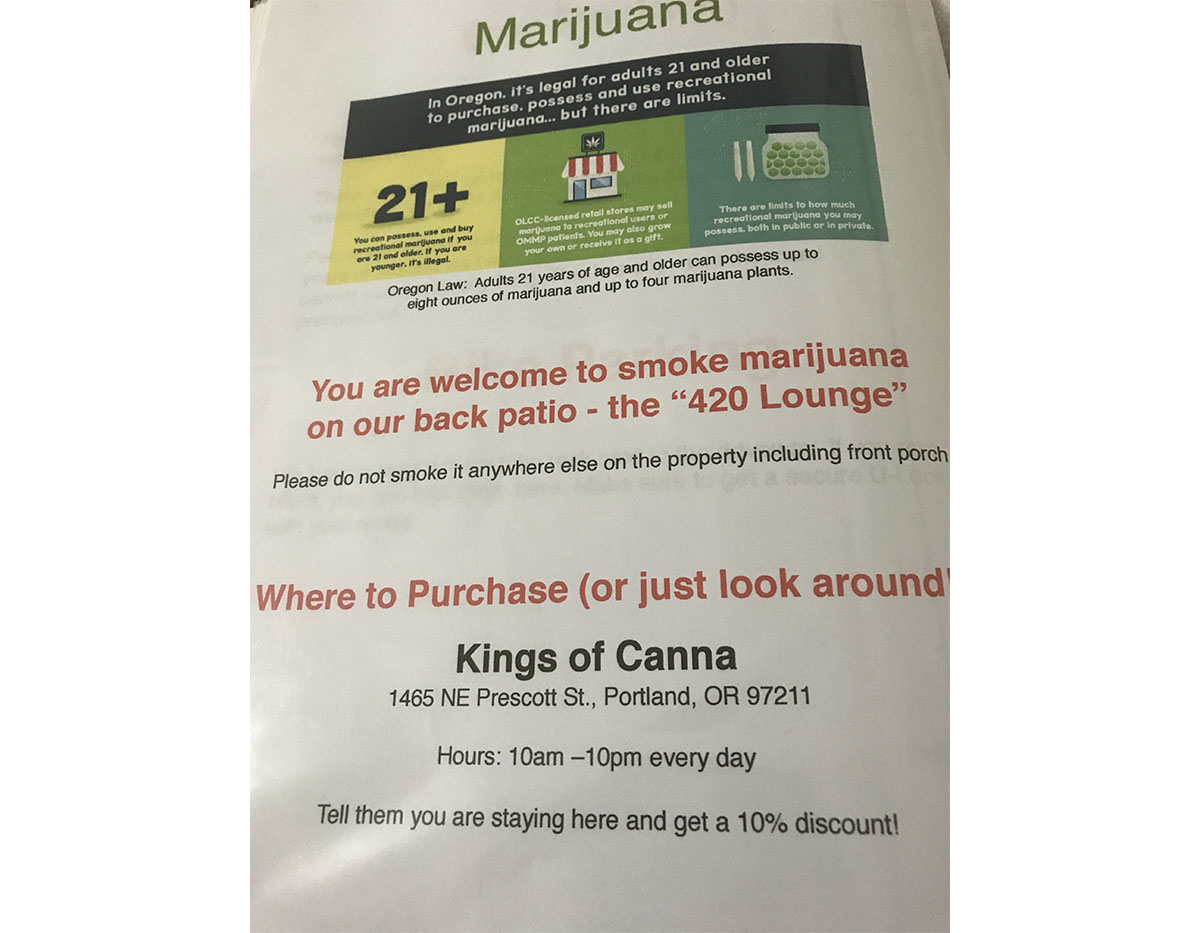 Marijuana
In Oregon, it's legal for adults 21 and older
to purchase, possess and use recreational
marijuana... but there are limits.
21+
You can possess, use and buy
recreational marijuana if you
are 21 and older. If you are
younger, it's illegal.
OLCC-licensed retail stores may sell
marijuana to recreational users or
OMMP patients. You may also grow
your own or receive it as a gift.
There are limits to how much
recreational marijuana you may
possess, both in public or in private.
Oregon Law: Adults 21 years of age and older can possess up to
eight ounces of marijuana and up to four marijuana plants.
You are welcome to smoke marijuana
on our back patio - the “420 Lounge”
Please do not smoke it anywhere else on the property including front porch
Where to Purchase (or just look around!
Kings of Canna
1465 NE Prescott St., Portland, OR 97211
Hours: 10am –10pm every day
Tell them you are staying here and get a 10% discount!